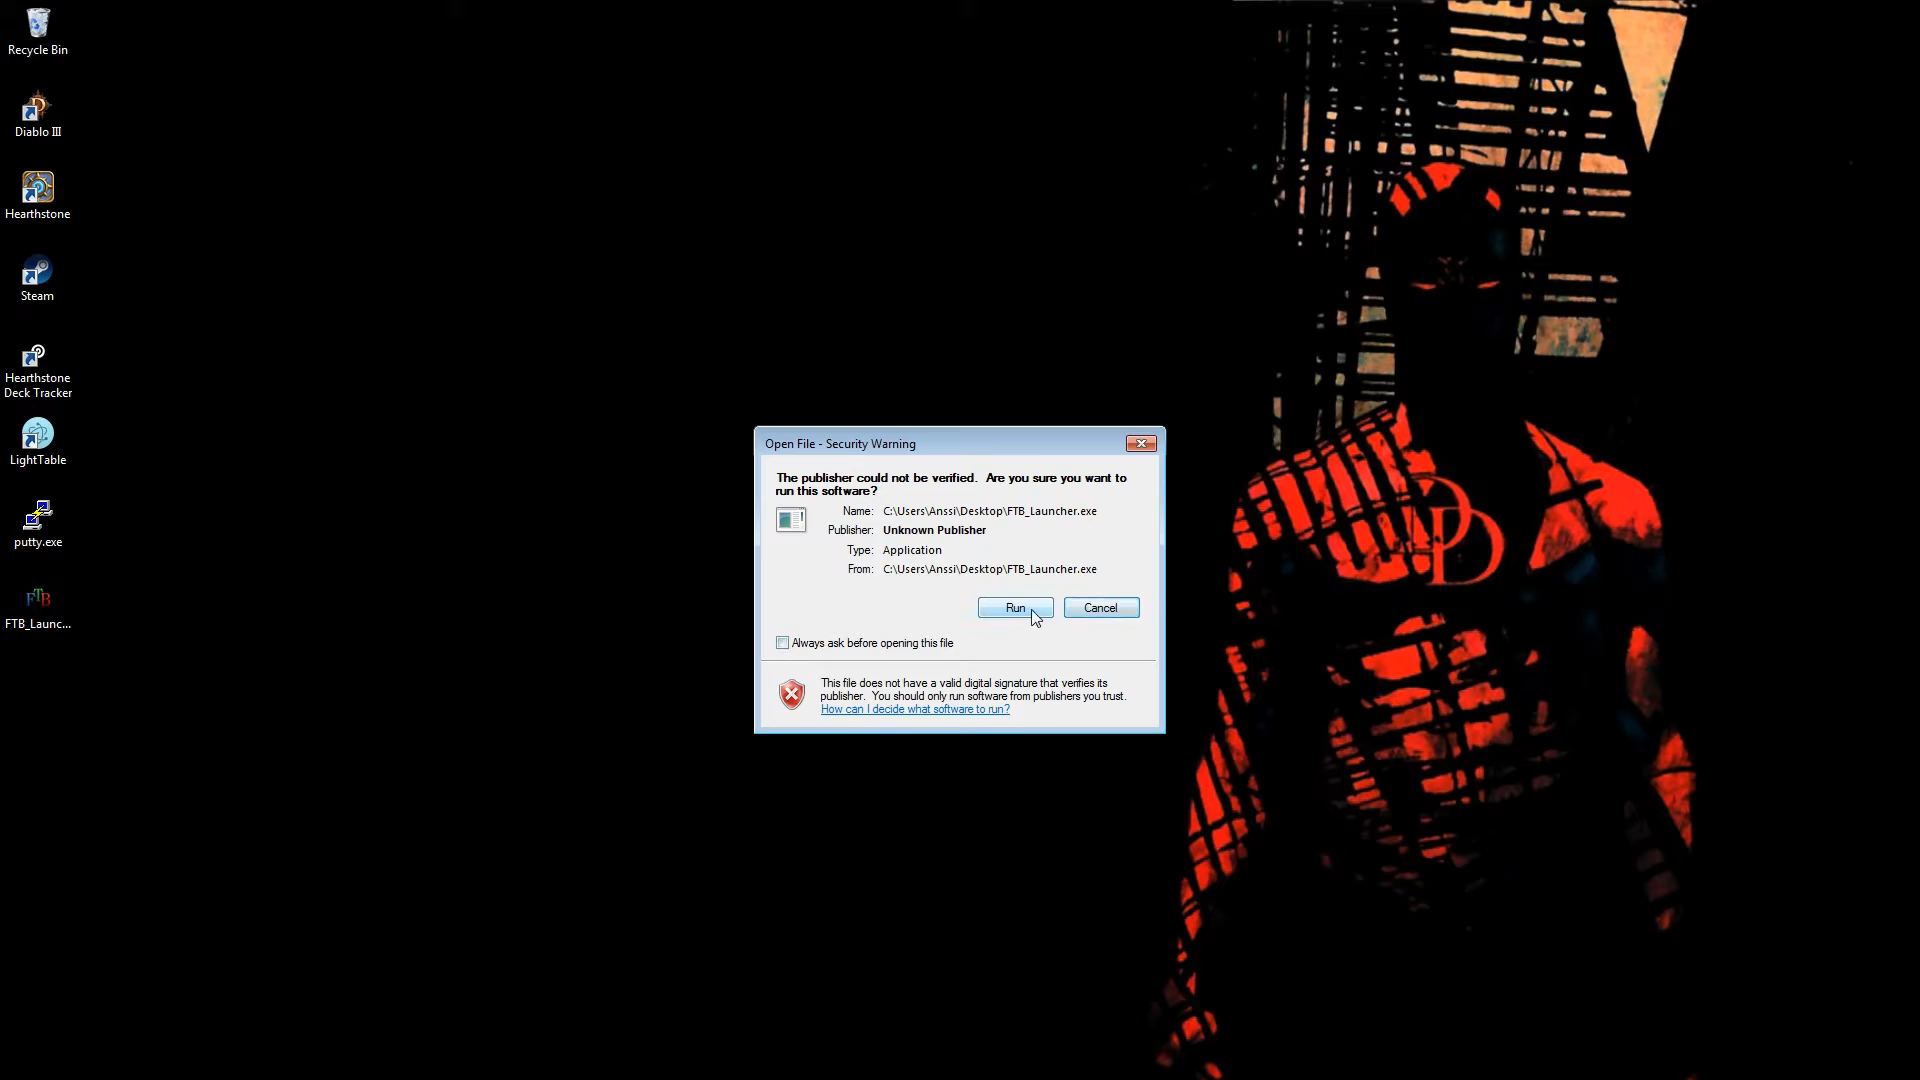 Recycle Bin
Diablo III
Hearthstone
Steam
Hearthstone
Deck Tracker
LightTable
putty.exe
FTB
FTB_Launc...
Open File - Security Warning
The publisher could not be verified.  Are you sure you want to
run this software?
Name: C:\Users\Anssi\Desktop\FTB_Launcher.exe
Publisher: Unknown Publisher
Type: Application
From: C:\Users\Anssi\Desktop\FTB_Launcher.exe
Run Cancel
Always ask before opening this file
This file does not have a valid digital signature that verifies its
publisher.  You should only run software from publishers you trust.
How can I decide what software to run?
DD